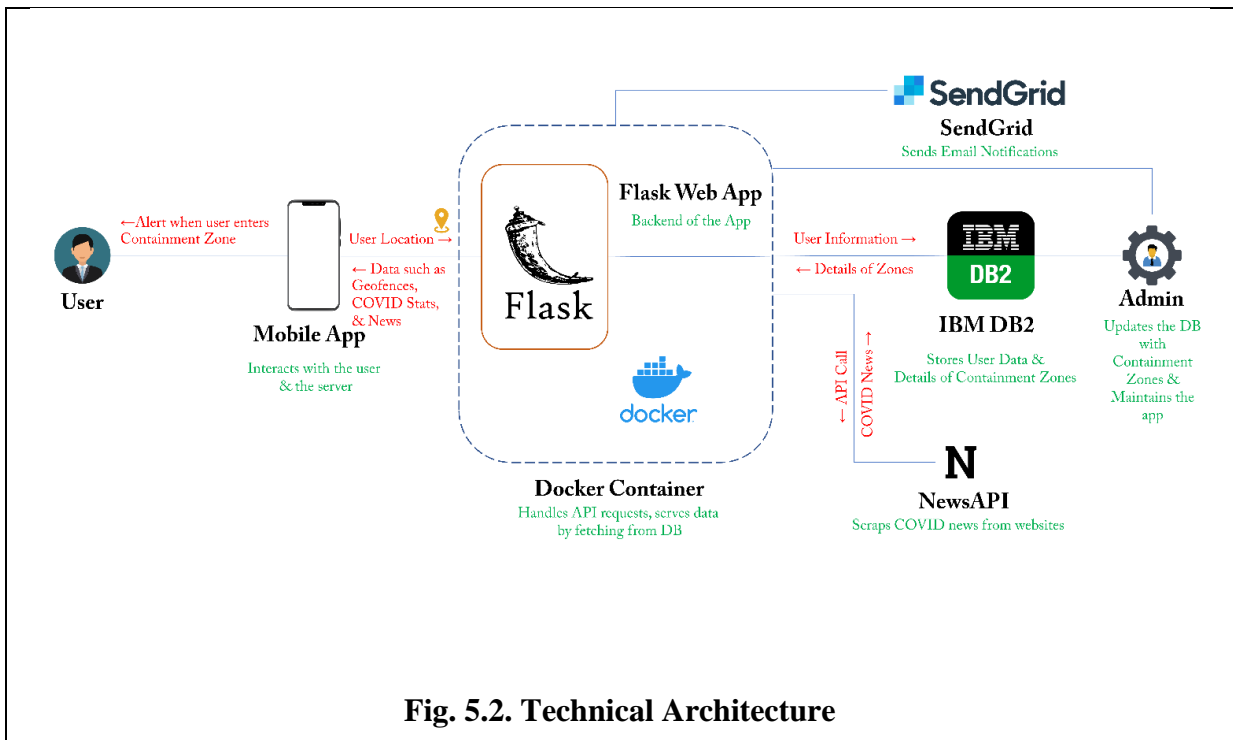 SendGrid
SendGrid
Sends Email Notifications
Flask Web App
Backend of the App
←Alert when user enters
Containment Zone
User
User Location →
← Data such as
Geofences,
COVID Stats,
& News
Mobile App
Interacts with the user
& the server
Flask
docker
User Information →
← Details of Zones
IBM
DB2
IBM DB2
Stores User Data &
Details of Containment Zones
Admin
Updates the DB
with
Containment
Zones &
Maintains the
app
← API Call
COVID News →
Docker Container
Handles API requests, serves data
by fetching from DB
N
NewsAPI
Scraps COVID news from websites
Fig. 5.2. Technical Architecture